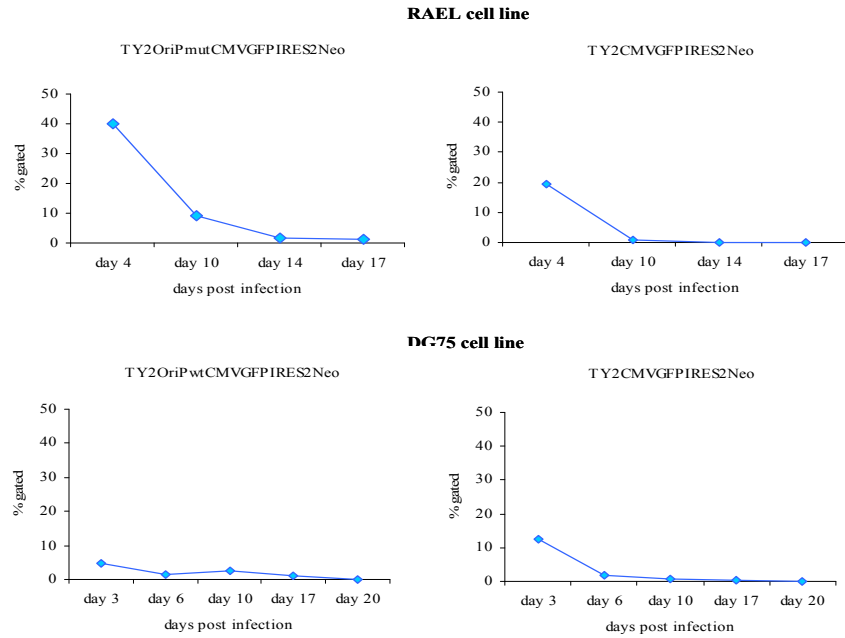 RAEL cell line
TY2OriPmutCMVGFPIRES2Neo
TY2CMVGFPIRES2Neo
50
40
30
20
10
0
% gated
day 4 day 10 day 14 day 17
days post infection
50
40
30
20
10
0
% gated
day 4 day 10 day 14 day 17
days post infection
DG75 cell line
TY2OriPwtCMVGFPIRES2Neo
TY2CMVGFPIRES2Neo
50
40
30
20
10
0
% gated
day 3 day 6 day 10 day 17 day 20
days post infection
50
40
30
20
10
0
% gated
day 3 day 6 day 10 day 17 day 20
days post infection